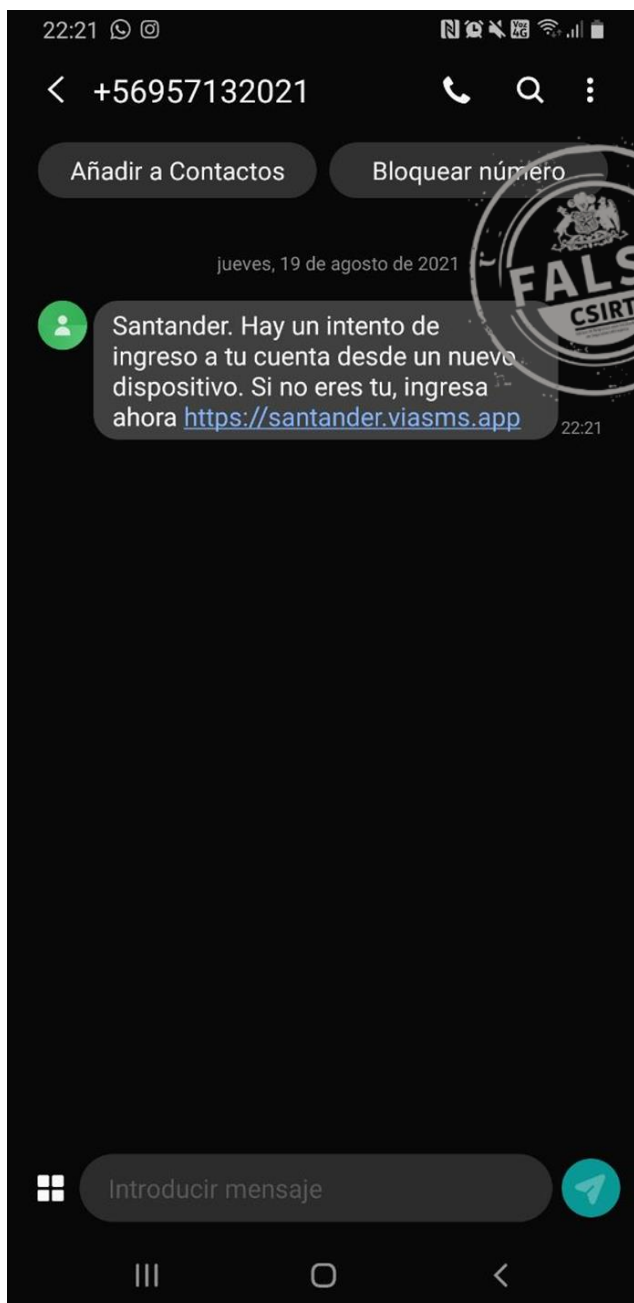 22:21
Voz
4G
+56957132021
Añadir a Contactos
Bloquear número
jueves, 19 de agosto de 2021
FALS
CSIRT
Santander. Hay un intento de
ingreso a tu cuenta desde un nuevo
dispositivo. Si no eres tu, ingresa
ahora https://santander.viasms.app
22:21
Introducir mensaje